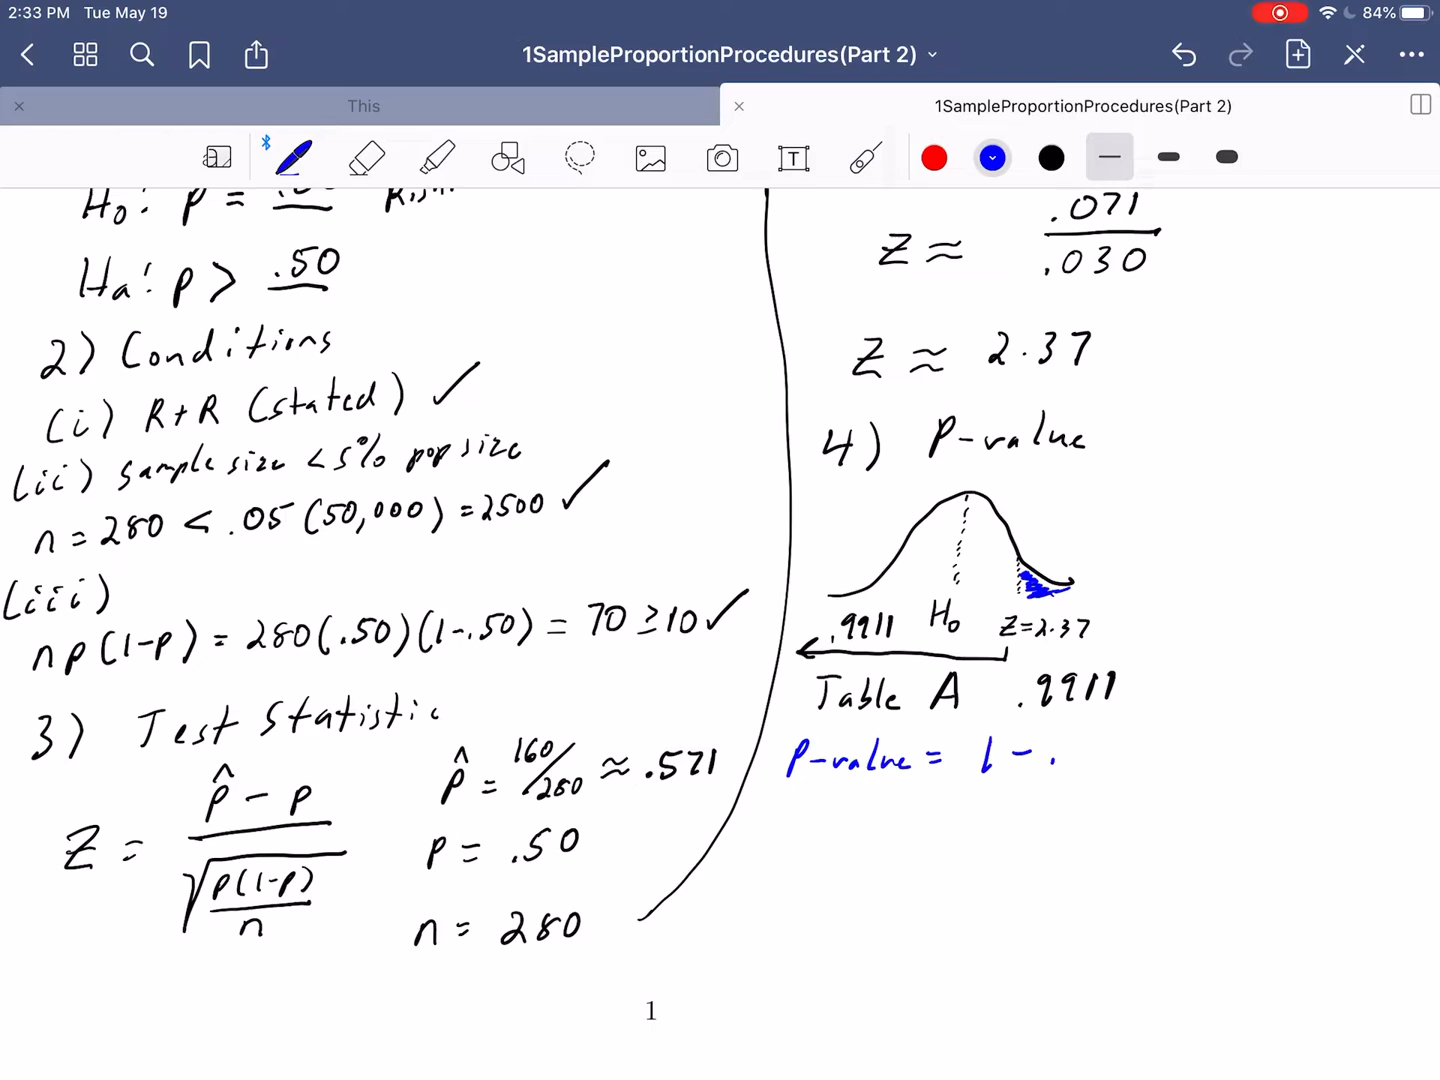 2:33 PM Tue May 19
84%
1SampleProportionProcedures(Part 2)
This
1SampleProportionProcedures(Part 2)
T
H₀: p =
Ha: p > .50
2) Conditions
(i) R+R (stated) ✓
(ii) sample size < 5% pop size
n = 280 < .05 (50,000) = 2500 ✓
(iii)
np(1-p) = 280(.50)(1-.50) = 70 ≥ 10 ✓
3) Test Statistic
Z = p̂ - p / √(p(1-p)/n)
p̂ = 160/280 ≈ .571
p = .50
n = 280
Z ≈ .071/.030
Z ≈ 2.37
4) P-value
.9911 H₀ Z=2.37
Table A .9911
P-value = 1 - .
1